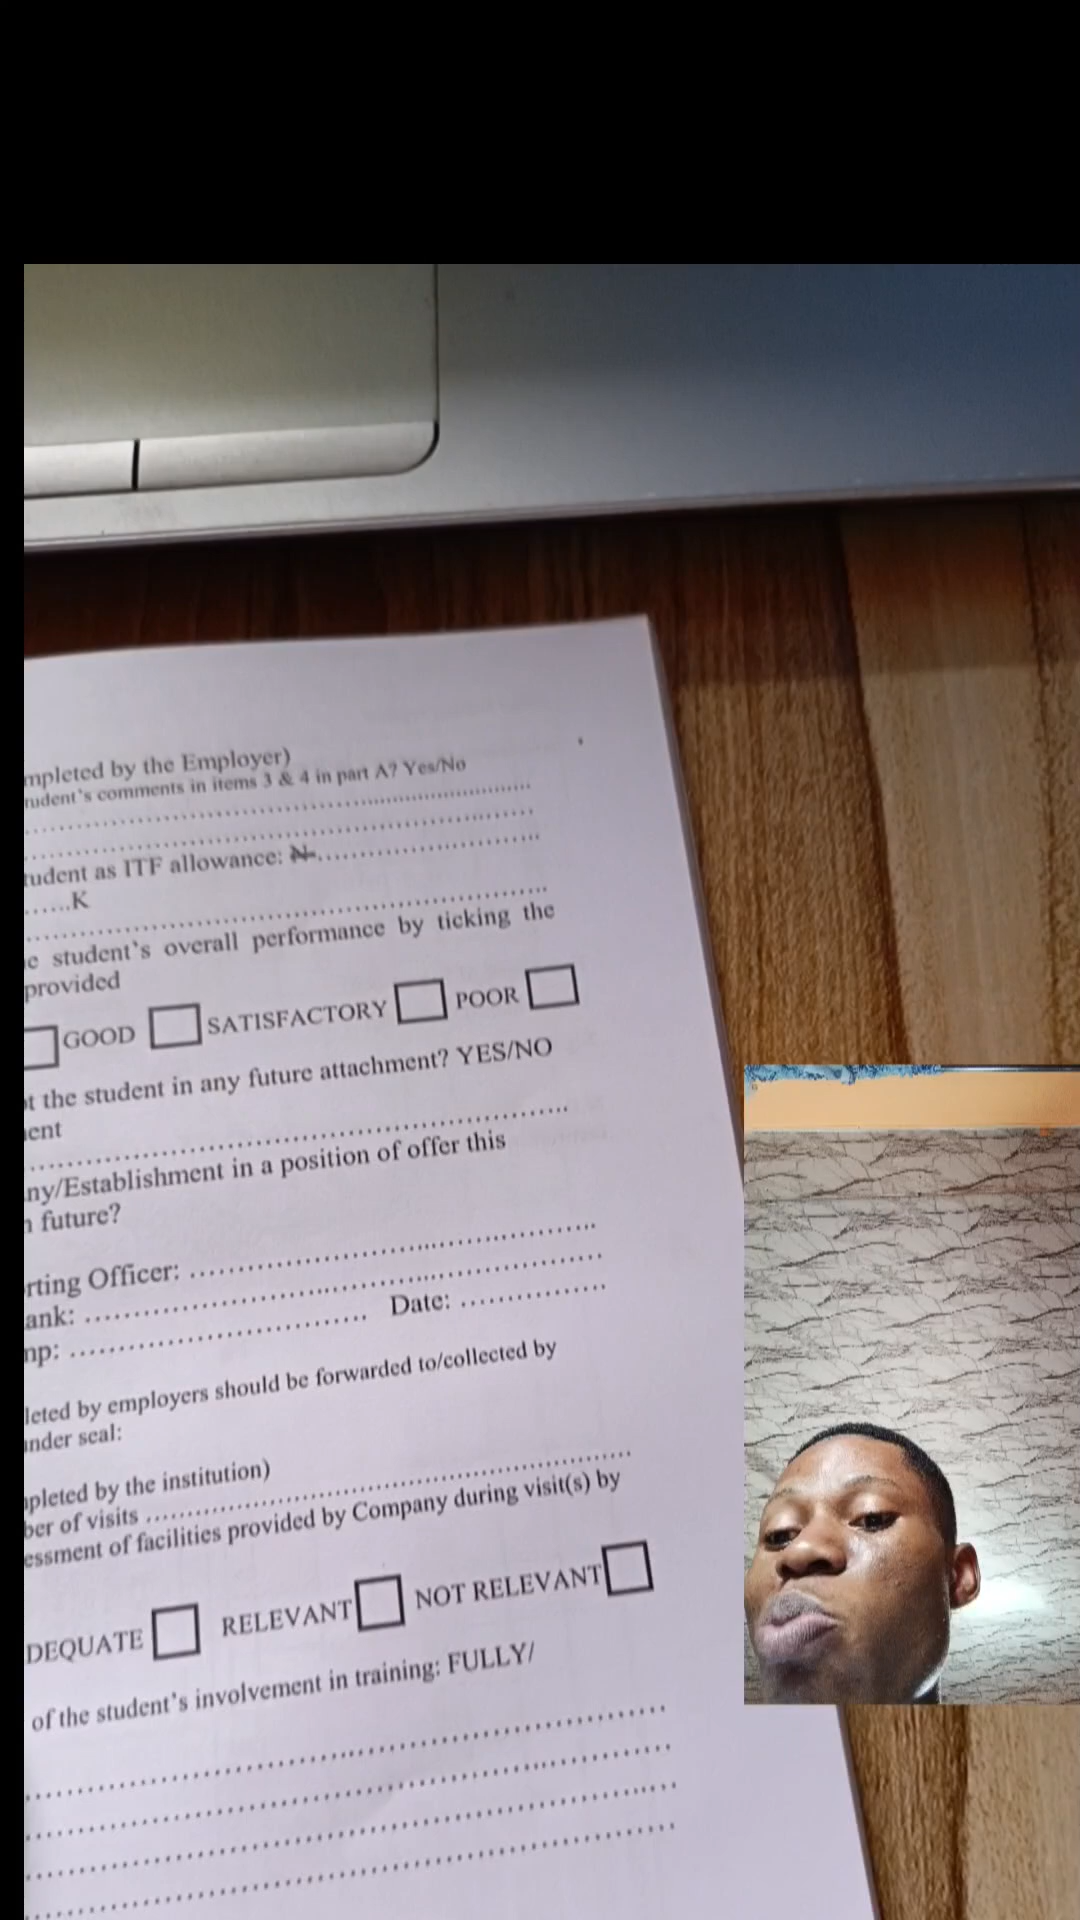 mpleted by the Employer)
rudent's comments in items 3 & 4 in part A? Yes/No
tudent as ITF allowance: ₦
......K
e student's overall performance by ticking the
provided
GOOD SATISFACTORY POOR
t the student in any future attachment? YES/NO
ent
ny/Establishment in a position of offer this
n future?
rting Officer:
ank:
mp: Date:
leted by employers should be forwarded to/collected by
under seal:
pleted by the institution)
ber of visits
essment of facilities provided by Company during visit(s) by
DEQUATE RELEVANT NOT RELEVANT
of the student's involvement in training: FULLY/